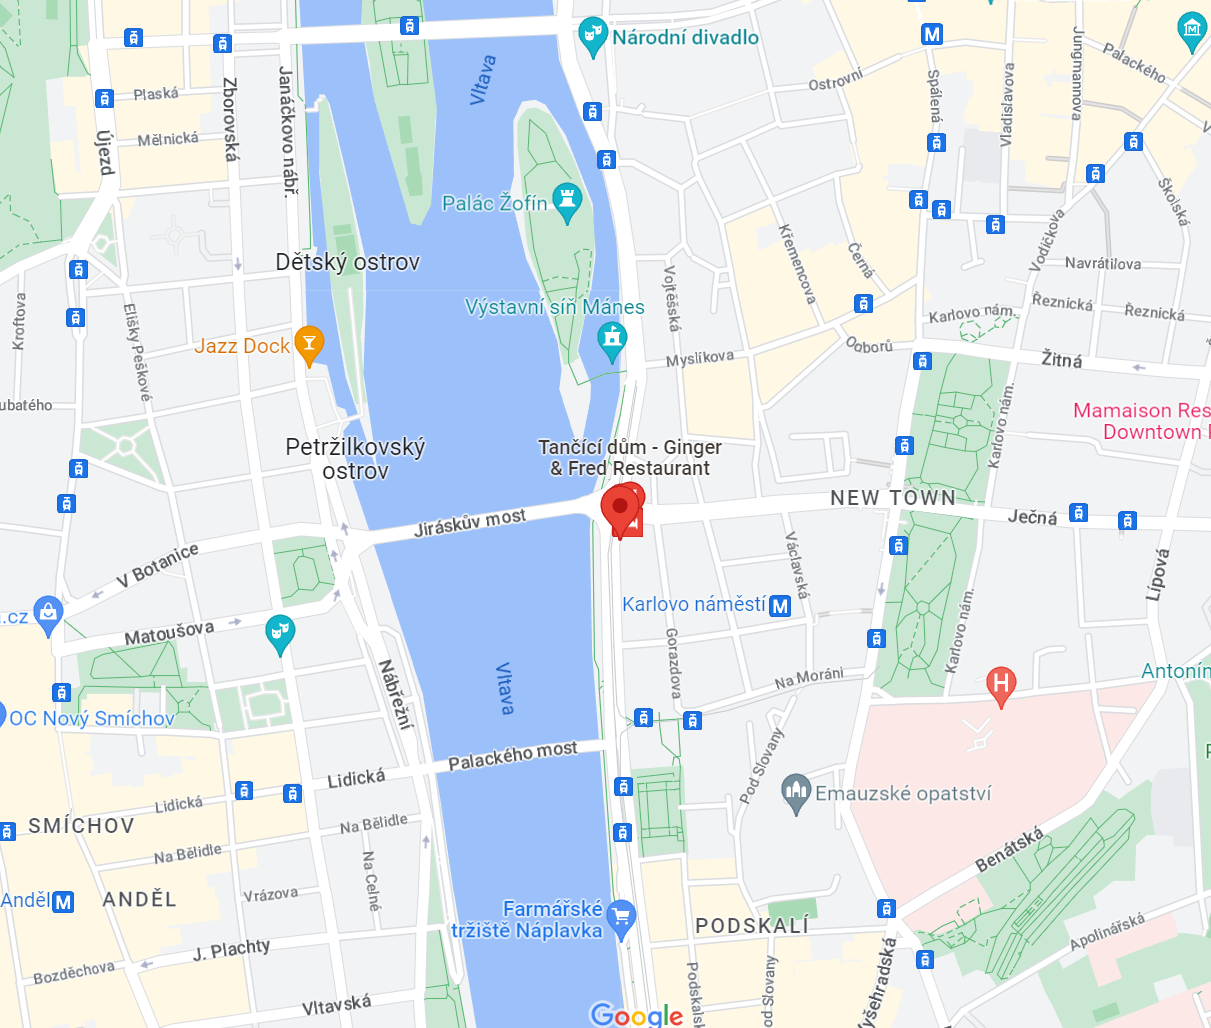 Národní divadlo
M
Ostrovní
Spálená
Vladislavova
Jungmannova
Palackého
Školská
Vltava
Plaská
Mělnická
Zborovská
Janáčkovo nábř.
Újezd
Palác Žofín
Dětský ostrov
Výstavní síň Mánes
Vojtěšská
Křemencova
Černá
Vodičkova
Navrátilova
Řeznická
Řeznická
Karlovo nám.
Kroftova
Elišky Peškové
Jazz Dock
Myslíkova
Odborů
Žitná
ubatého
Petržilkovský
ostrov
Tančící dům - Ginger
& Fred Restaurant
Karlovo nám.
Mamaison Res
Downtown
NEW TOWN
Ječná
Jiráskův most
V Botanice
Václavská
Lípová
Karlovo náměstí M
.cz
Matoušova
Gorazdova
Karlovo nám.
Na Moráni
H
Antonín
Vltava
Nábřežní
OC Nový Smíchov
Palackého most
Lidická
Lidická
Pod Slovany
Emauzské opatství
SMÍCHOV
Na Bělidle
Na Bělidle
Na Celné
Benátská
Anděl M
ANDĚL
Vrázova
Farmářské
tržiště Náplavka
PODSKALÍ
Apolinářská
J. Plachty
Bozděchova
Vltavská
Podskalsk
od Slovany
yšehradská
Google